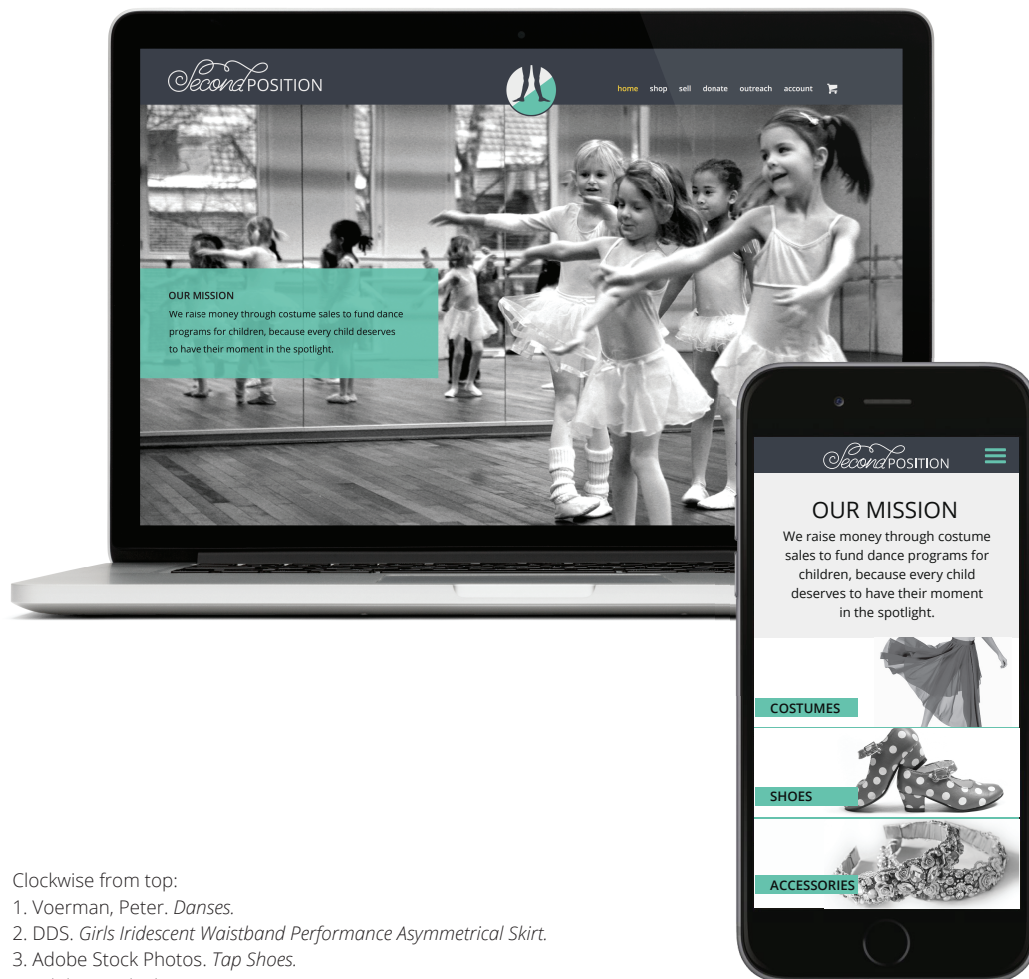 Second POSITION
home shop sell donate outreach account
OUR MISSION
We raise money through costume sales to fund dance
programs for children, because every child deserves
to have their moment in the spotlight.
Second POSITION
OUR MISSION
We raise money through costume
sales to fund dance programs for
children, because every child
deserves to have their moment
in the spotlight.
COSTUMES
SHOES
ACCESSORIES
Clockwise from top:
1. Voerman, Peter. Danses.
2. DDS. Girls Iridescent Waistband Performance Asymmetrical Skirt.
3. Adobe Stock Photos. Tap Shoes.